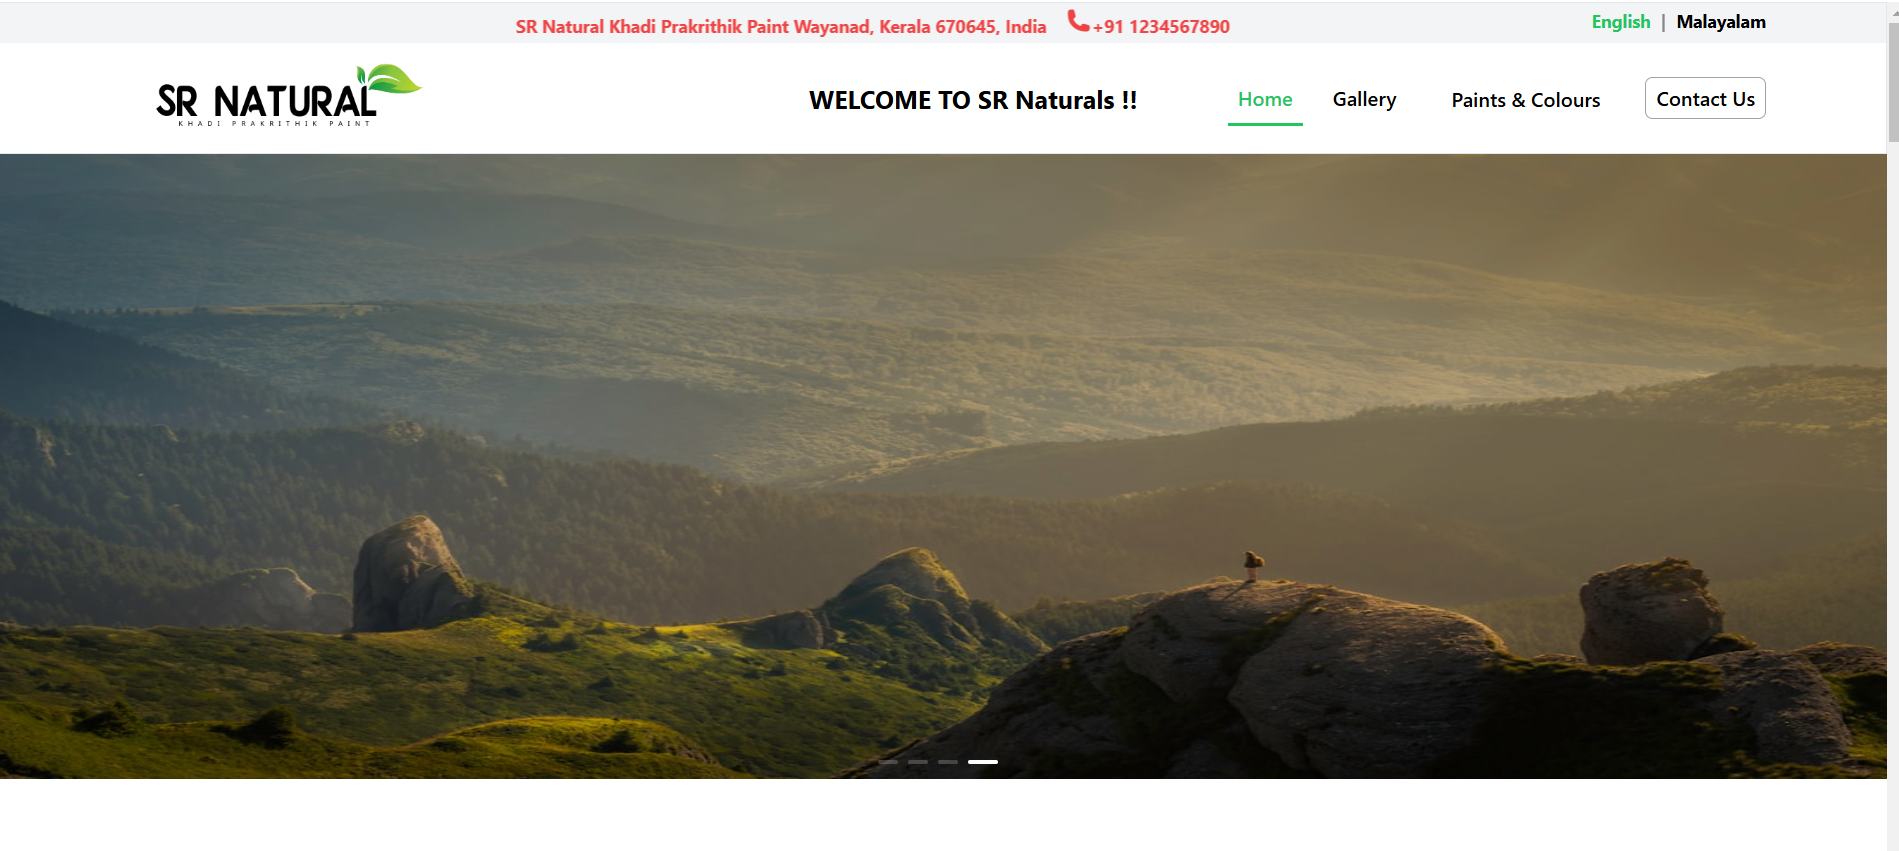 SR Natural Khadi Prakrithik Paint Wayanad, Kerala 670645, India +91 1234567890
English | Malayalam
SR NATURAL
KHADI PRAKRITHIK PAINT
WELCOME TO SR Naturals !!
Home
Gallery
Paints & Colours
Contact Us